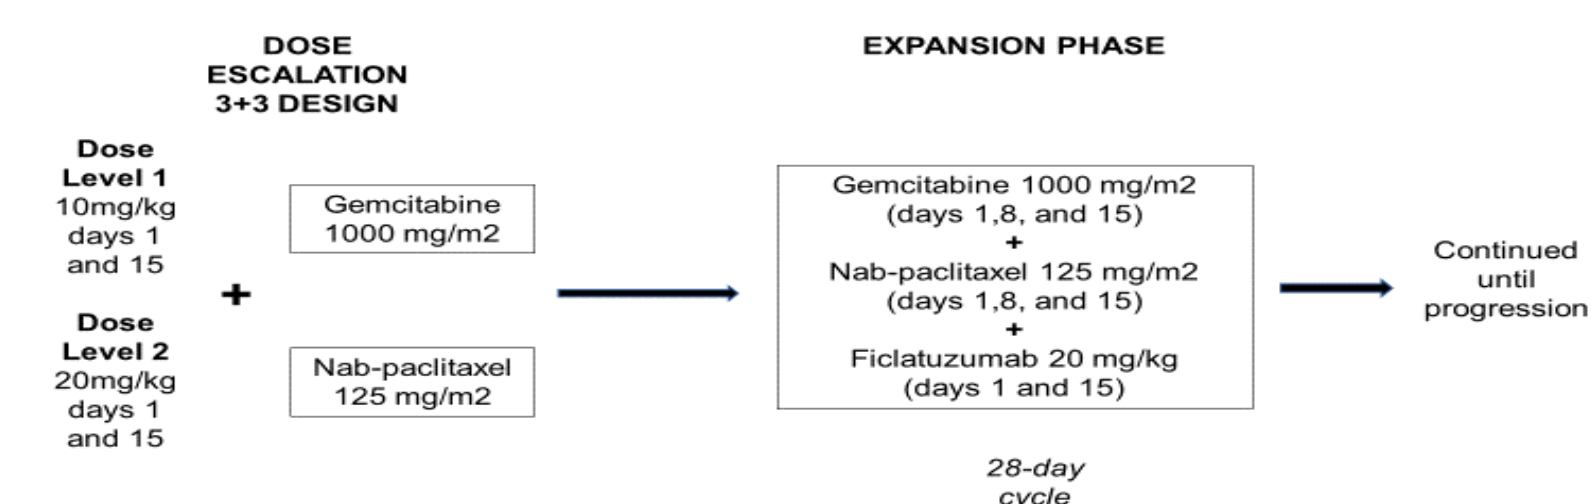 DOSE
ESCALATION
3+3 DESIGN
Dose
Level 1
10mg/kg
days 1
and 15
Dose
Level 2
20mg/kg
days 1
and 15
+
Gemcitabine
1000 mg/m2
Nab-paclitaxel
125 mg/m2
EXPANSION PHASE
Gemcitabine 1000 mg/m2
(days 1,8, and 15)
+
Nab-paclitaxel 125 mg/m2
(days 1,8, and 15)
+
Ficlatuzumab 20 mg/kg
(days 1 and 15)
28-day
cycle
Continued
until
progression